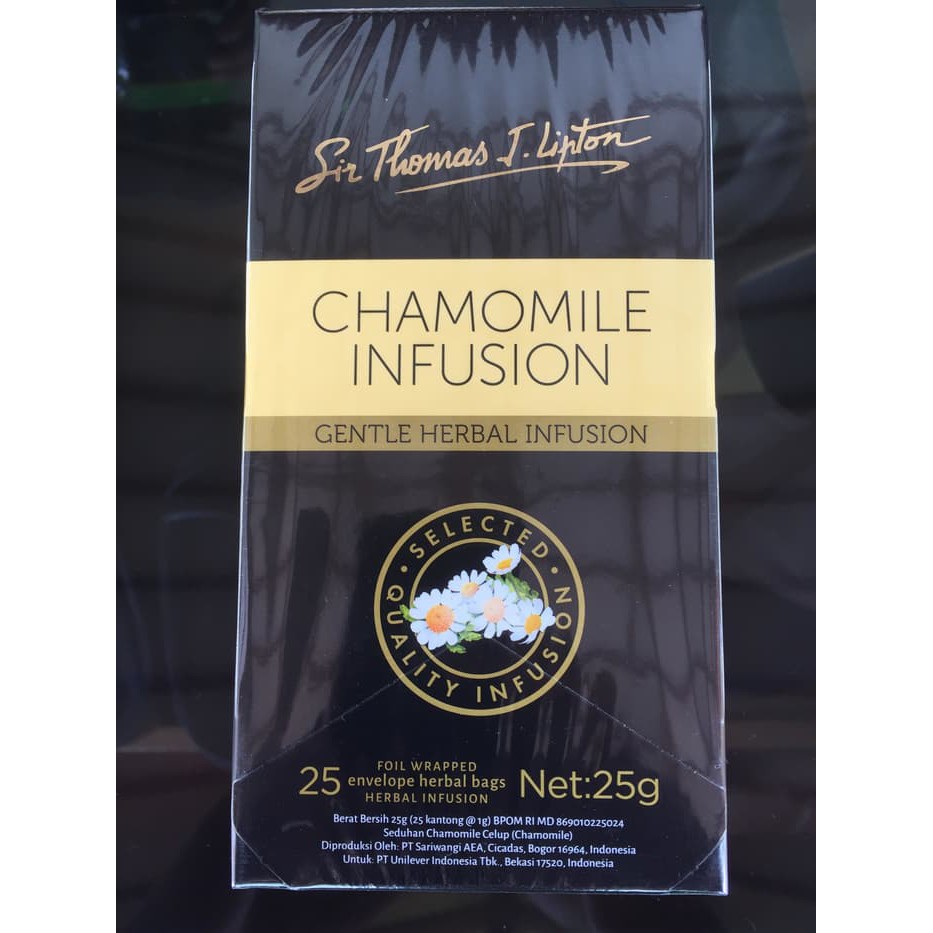 Sir Thomas J. Lipton
CHAMOMILE
INFUSION
GENTLE HERBAL INFUSION
SELECTED
QUALITY INFUSION
25 FOIL WRAPPED
envelope herbal bags
HERBAL INFUSION
Net:25g
Berat Bersih 25g (25 kantong @ 1g) BPOM RI MD 869010225024
Seduhan Chamomile Celup (Chamomile)
Diproduksi Oleh: PT Sariwangi AEA, Cicadas, Bogor 16964, Indonesia
Untuk: PT Unilever Indonesia Tbk., Bekasi 17520, Indonesia